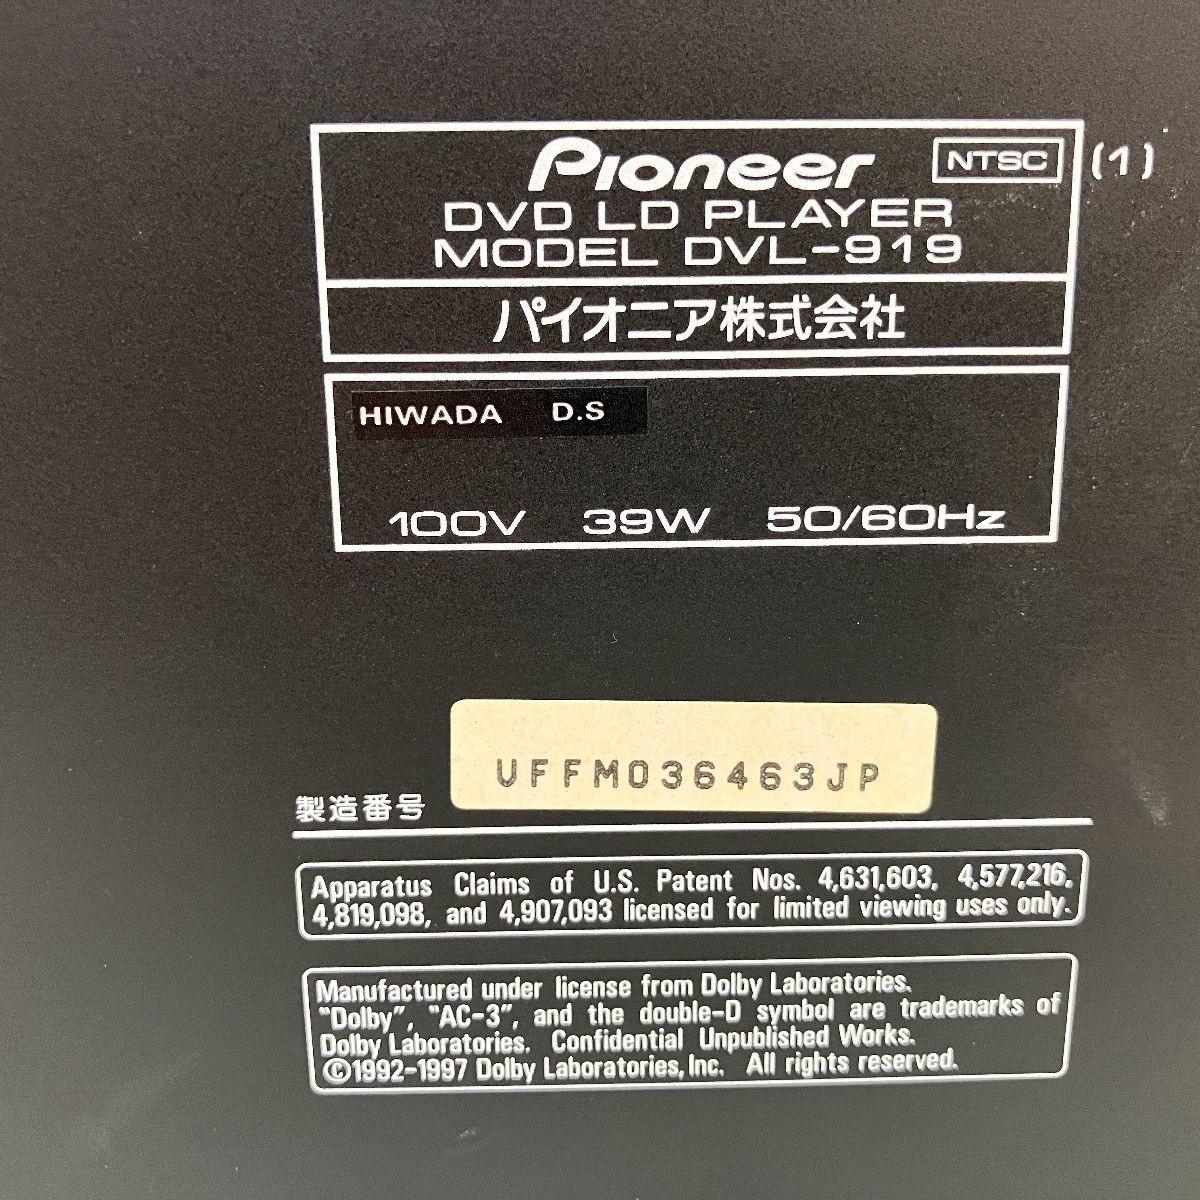 Pioneer NTSC (1)
DVD LD PLAYER
MODEL DVL-919
パイオニア株式会社
HIWADA D.S
100V 39W 50/60Hz
VFFM036463JP
製造番号
Apparatus Claims of U.S. Patent Nos. 4,631,603, 4,577,216,
4,819,098, and 4,907,093 licensed for limited viewing uses only.
Manufactured under license from Dolby Laboratories.
"Dolby", "AC-3", and the double-D symbol are trademarks of
Dolby Laboratories. Confidential Unpublished Works.
©1992-1997 Dolby Laboratories, Inc. All rights reserved.